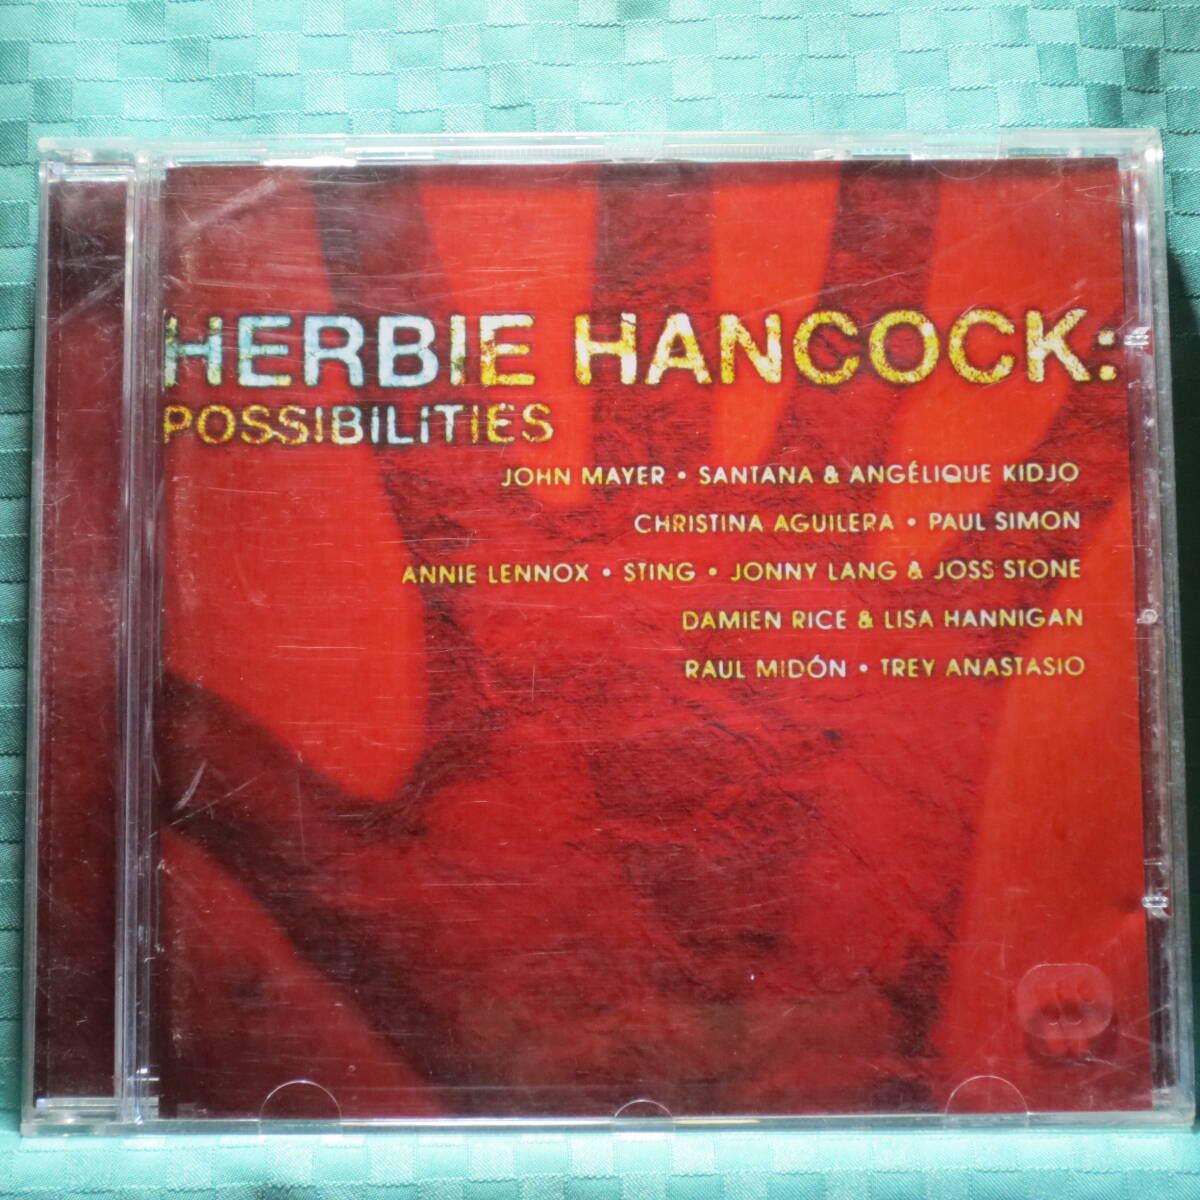 HERBIE HANCOCK:
POSSIBILITIES
JOHN MAYER • SANTANA & ANGÉLIQUE KIDJO
CHRISTINA AGUILERA • PAUL SIMON
ANNIE LENNOX • STING • JONNY LANG & JOSS STONE
DAMIEN RICE & LISA HANNIGAN
RAUL MIDÓN • TREY ANASTASIO